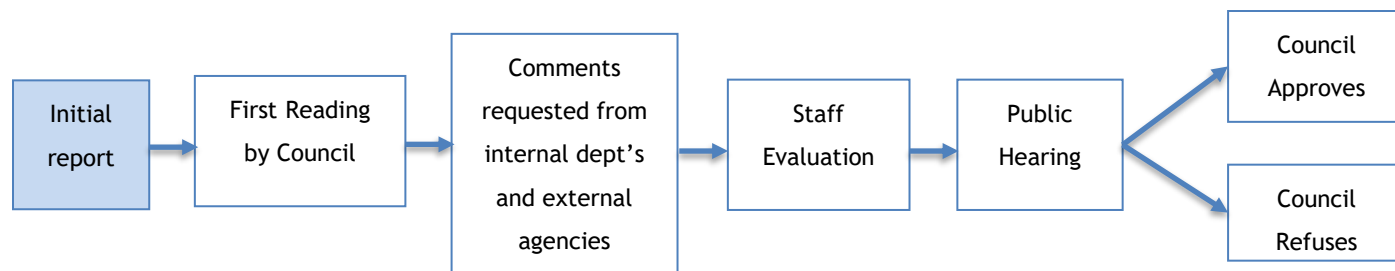 Initial
report
First Reading
by Council
Comments
requested from
internal dept’s
and external
agencies
Staff
Evaluation
Public
Hearing
Council
Approves
Council
Refuses